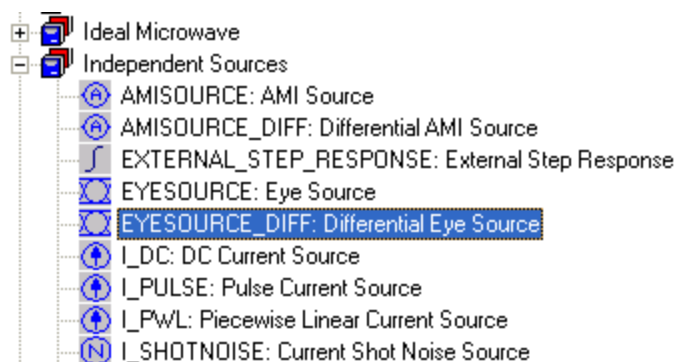 Ideal Microwave
Independent Sources
AMISOURCE: AMI Source
AMISOURCE_DIFF: Differential AMI Source
EXTERNAL_STEP_RESPONSE: External Step Response
EYESOURCE: Eye Source
EYESOURCE_DIFF: Differential Eye Source
I_DC: DC Current Source
I_PULSE: Pulse Current Source
I_PWL: Piecewise Linear Current Source
I_SHOTNOISE: Current Shot Noise Source